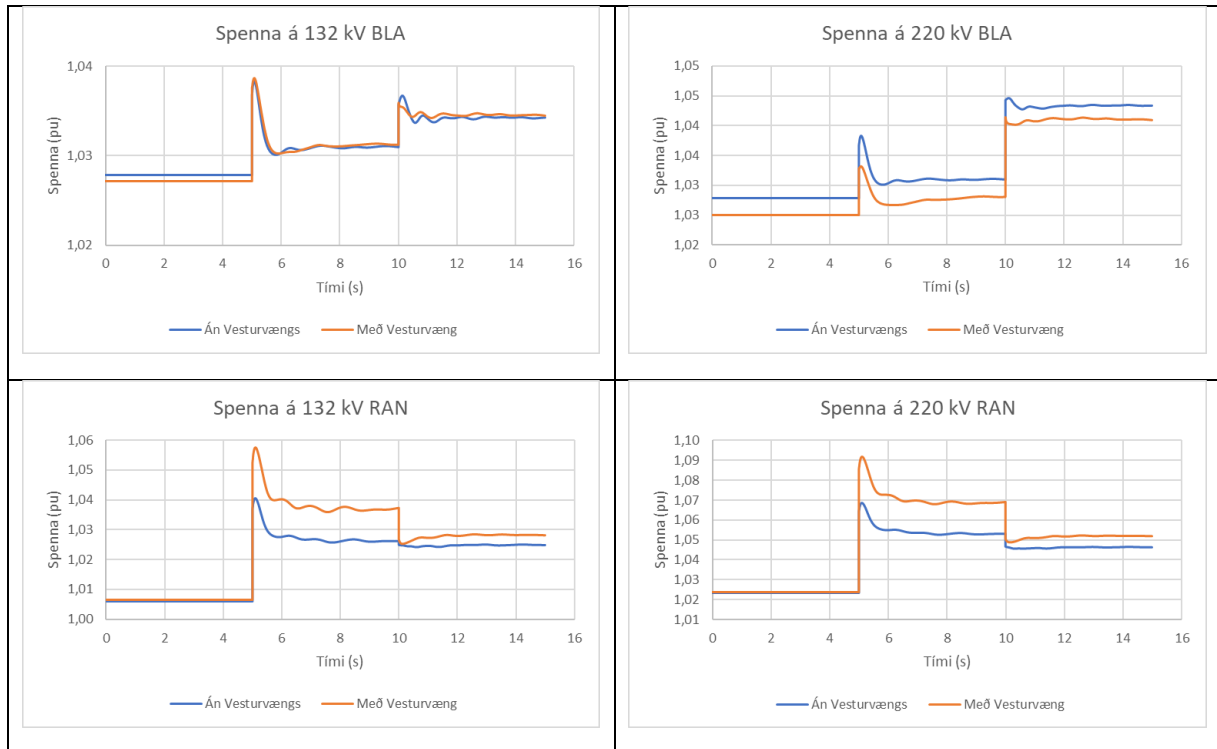 Spenna á 132 kV BLA
1,04
1,03
1,02
Spenna (pu)
0 2 4 6 8 10 12 14 16
Tími (s)
Án Vesturvængs Með Vesturvæng
Spenna á 220 kV BLA
1,05
1,05
1,04
1,04
1,03
1,03
1,02
Spenna (pu)
0 2 4 6 8 10 12 14 16
Tími (s)
Án Vesturvængs Með Vesturvæng
Spenna á 132 kV RAN
1,06
1,05
1,04
1,03
1,02
1,01
1,00
Spenna (pu)
0 2 4 6 8 10 12 14 16
Tími (s)
Án Vesturvængs Með Vesturvæng
Spenna á 220 kV RAN
1,10
1,09
1,08
1,07
1,06
1,05
1,04
1,03
1,02
1,01
Spenna (pu)
0 2 4 6 8 10 12 14 16
Tími (s)
Án Vesturvængs Með Vesturvæng